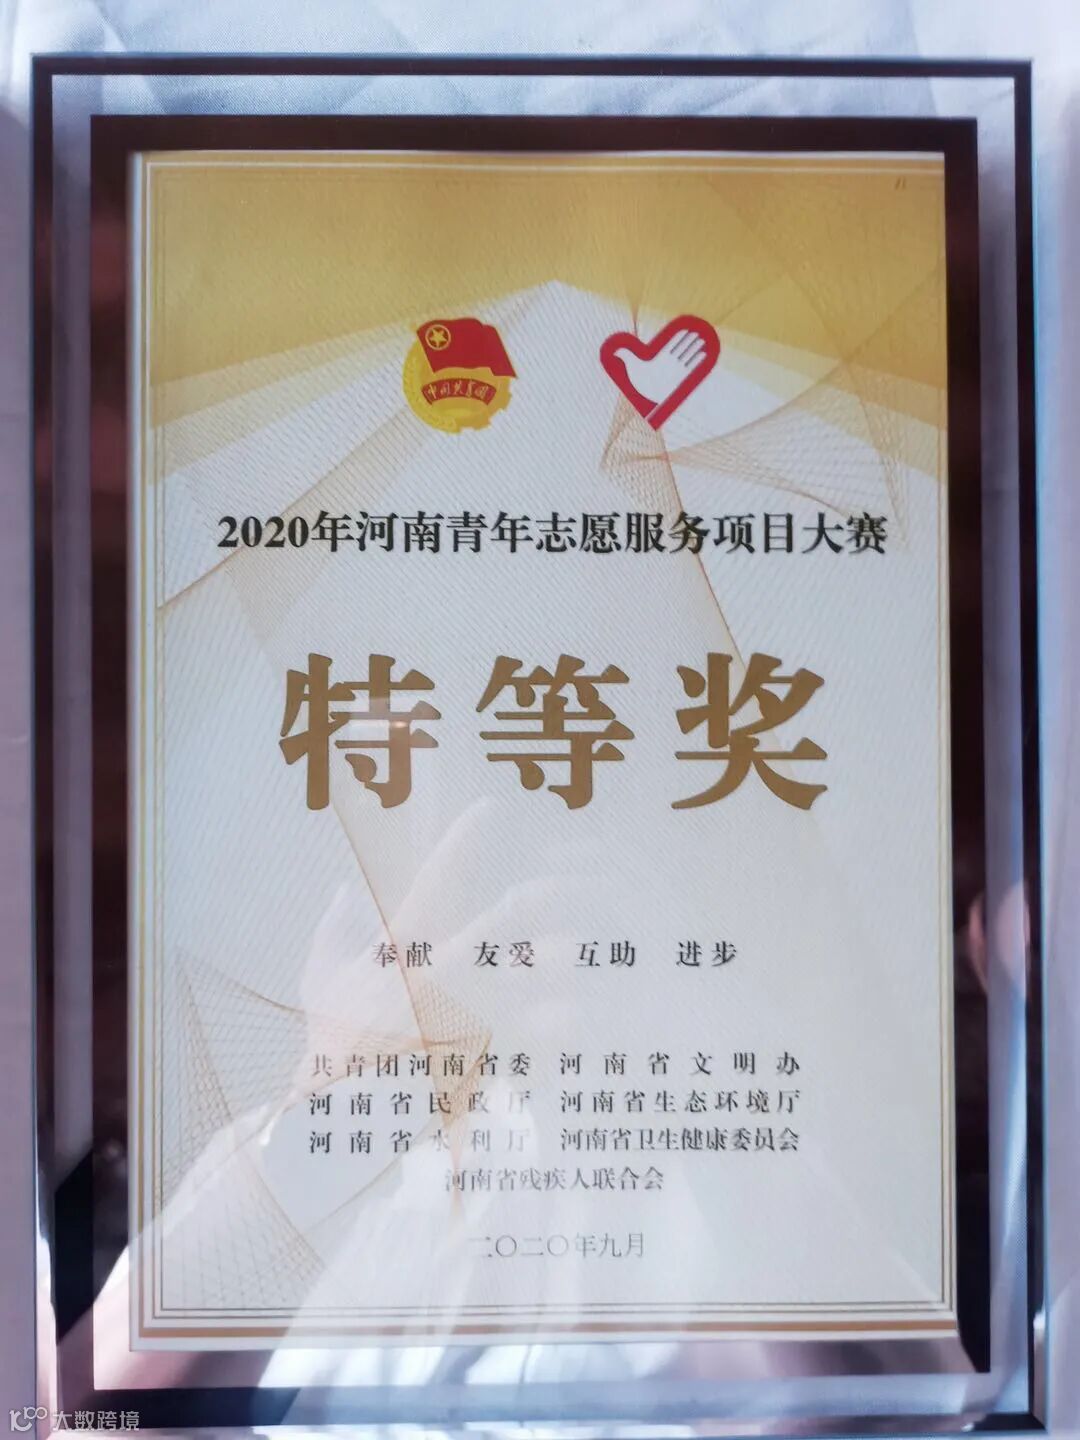 中国共青团
2020年河南青年志愿服务项目大赛
特等奖
奉献 友爱 互助 进步
共青团河南省委 河南省文明办
河南省民政厅 河南省生态环境厅
河南省水利厅 河南省卫生健康委员会
河南省残疾人联合会
二〇二〇年九月
大数跨境